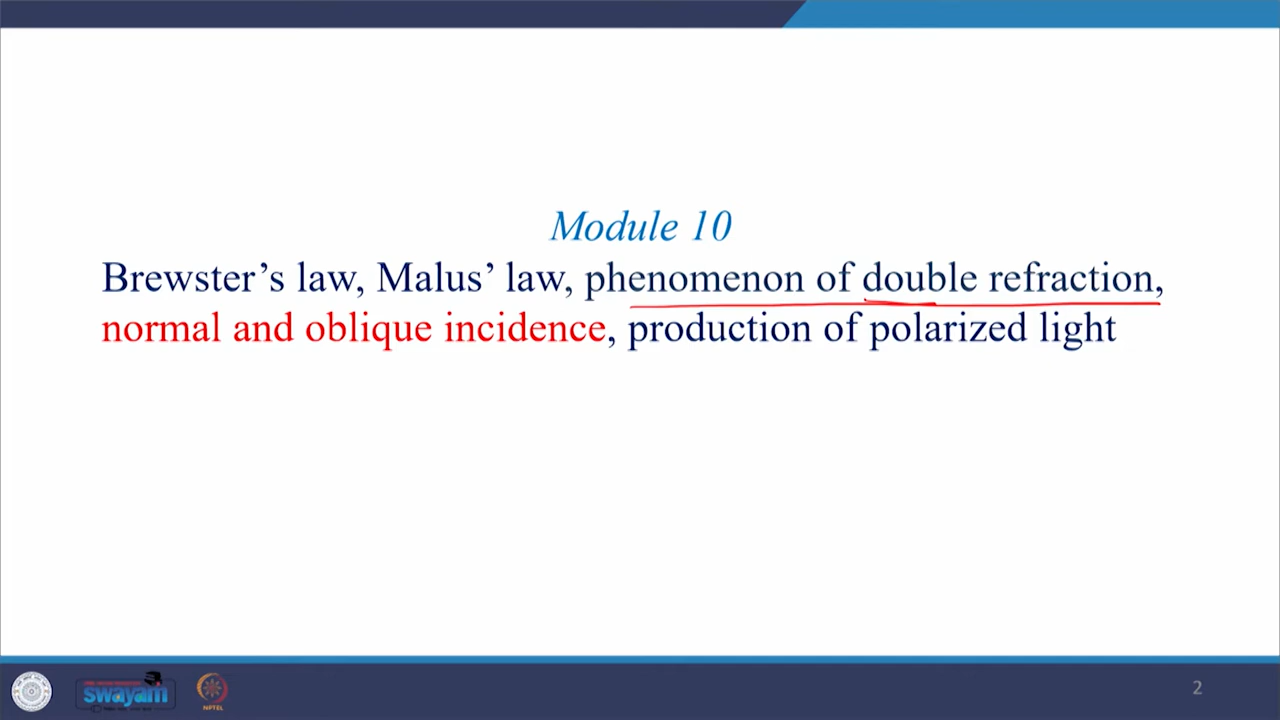 Module 10
Brewster’s law, Malus’ law, phenomenon of double refraction,
normal and oblique incidence, production of polarized light
swayam
NPTEL
2